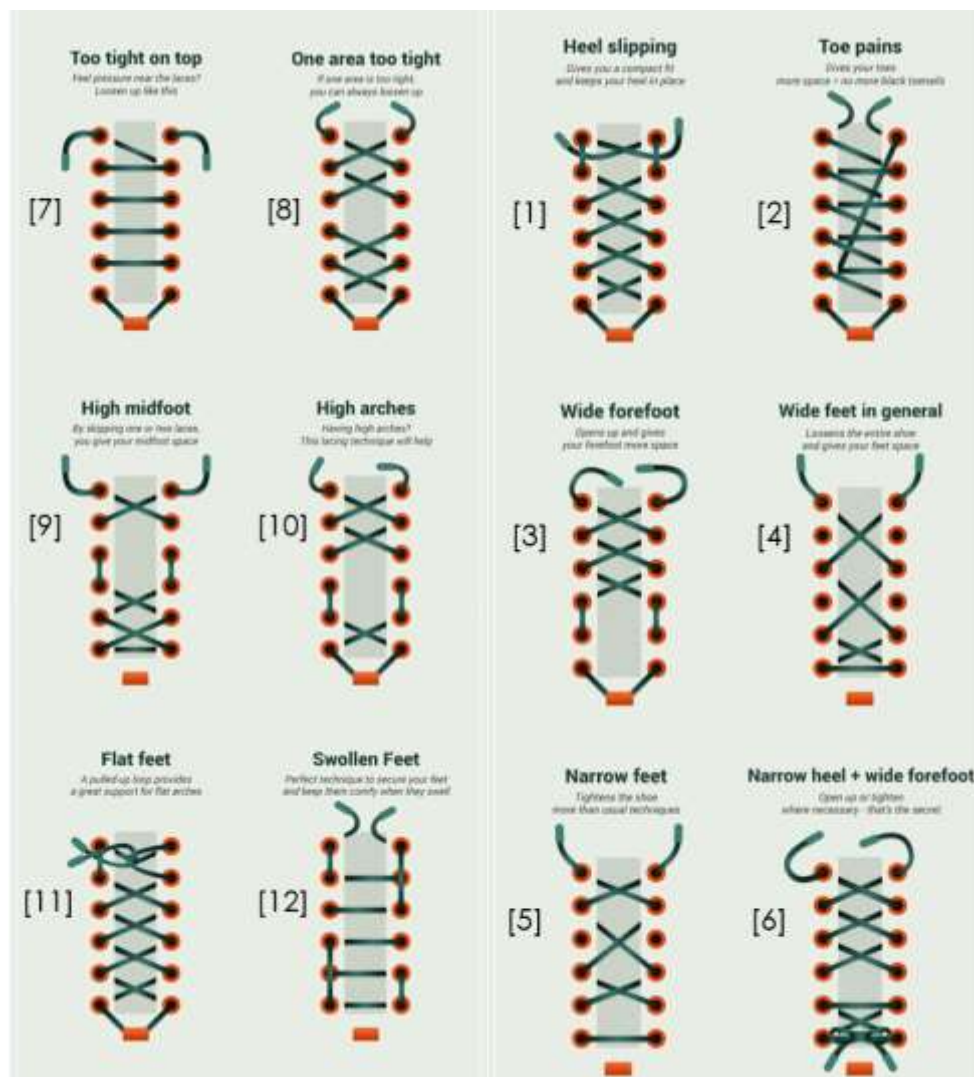 Too tight on top
Feel pressure near the laces?
Loosen up like this
[7]
One area too tight
If one area is too tight,
you can always loosen up
[8]
Heel slipping
Gives you a compact fit
and keeps your heel in place
[1]
Toe pains
Gives your toes
more space = no more black toenails
[2]
High midfoot
By skipping one or two laces,
you give your midfoot space
[9]
High arches
Having high arches?
This lacing technique will help
[10]
Wide forefoot
Opens up and gives
your forefoot more space
[3]
Wide feet in general
Loosens the entire shoe
and gives your feet space
[4]
Flat feet
A pulled-up loop provides
a great support for flat arches
[11]
Swollen Feet
Perfect technique to secure your feet
and keep them comfy when they swell
[12]
Narrow feet
Tightens the shoe
more than usual techniques
[5]
Narrow heel + wide forefoot
Open up or tighten
where necessary - that's the secret
[6]